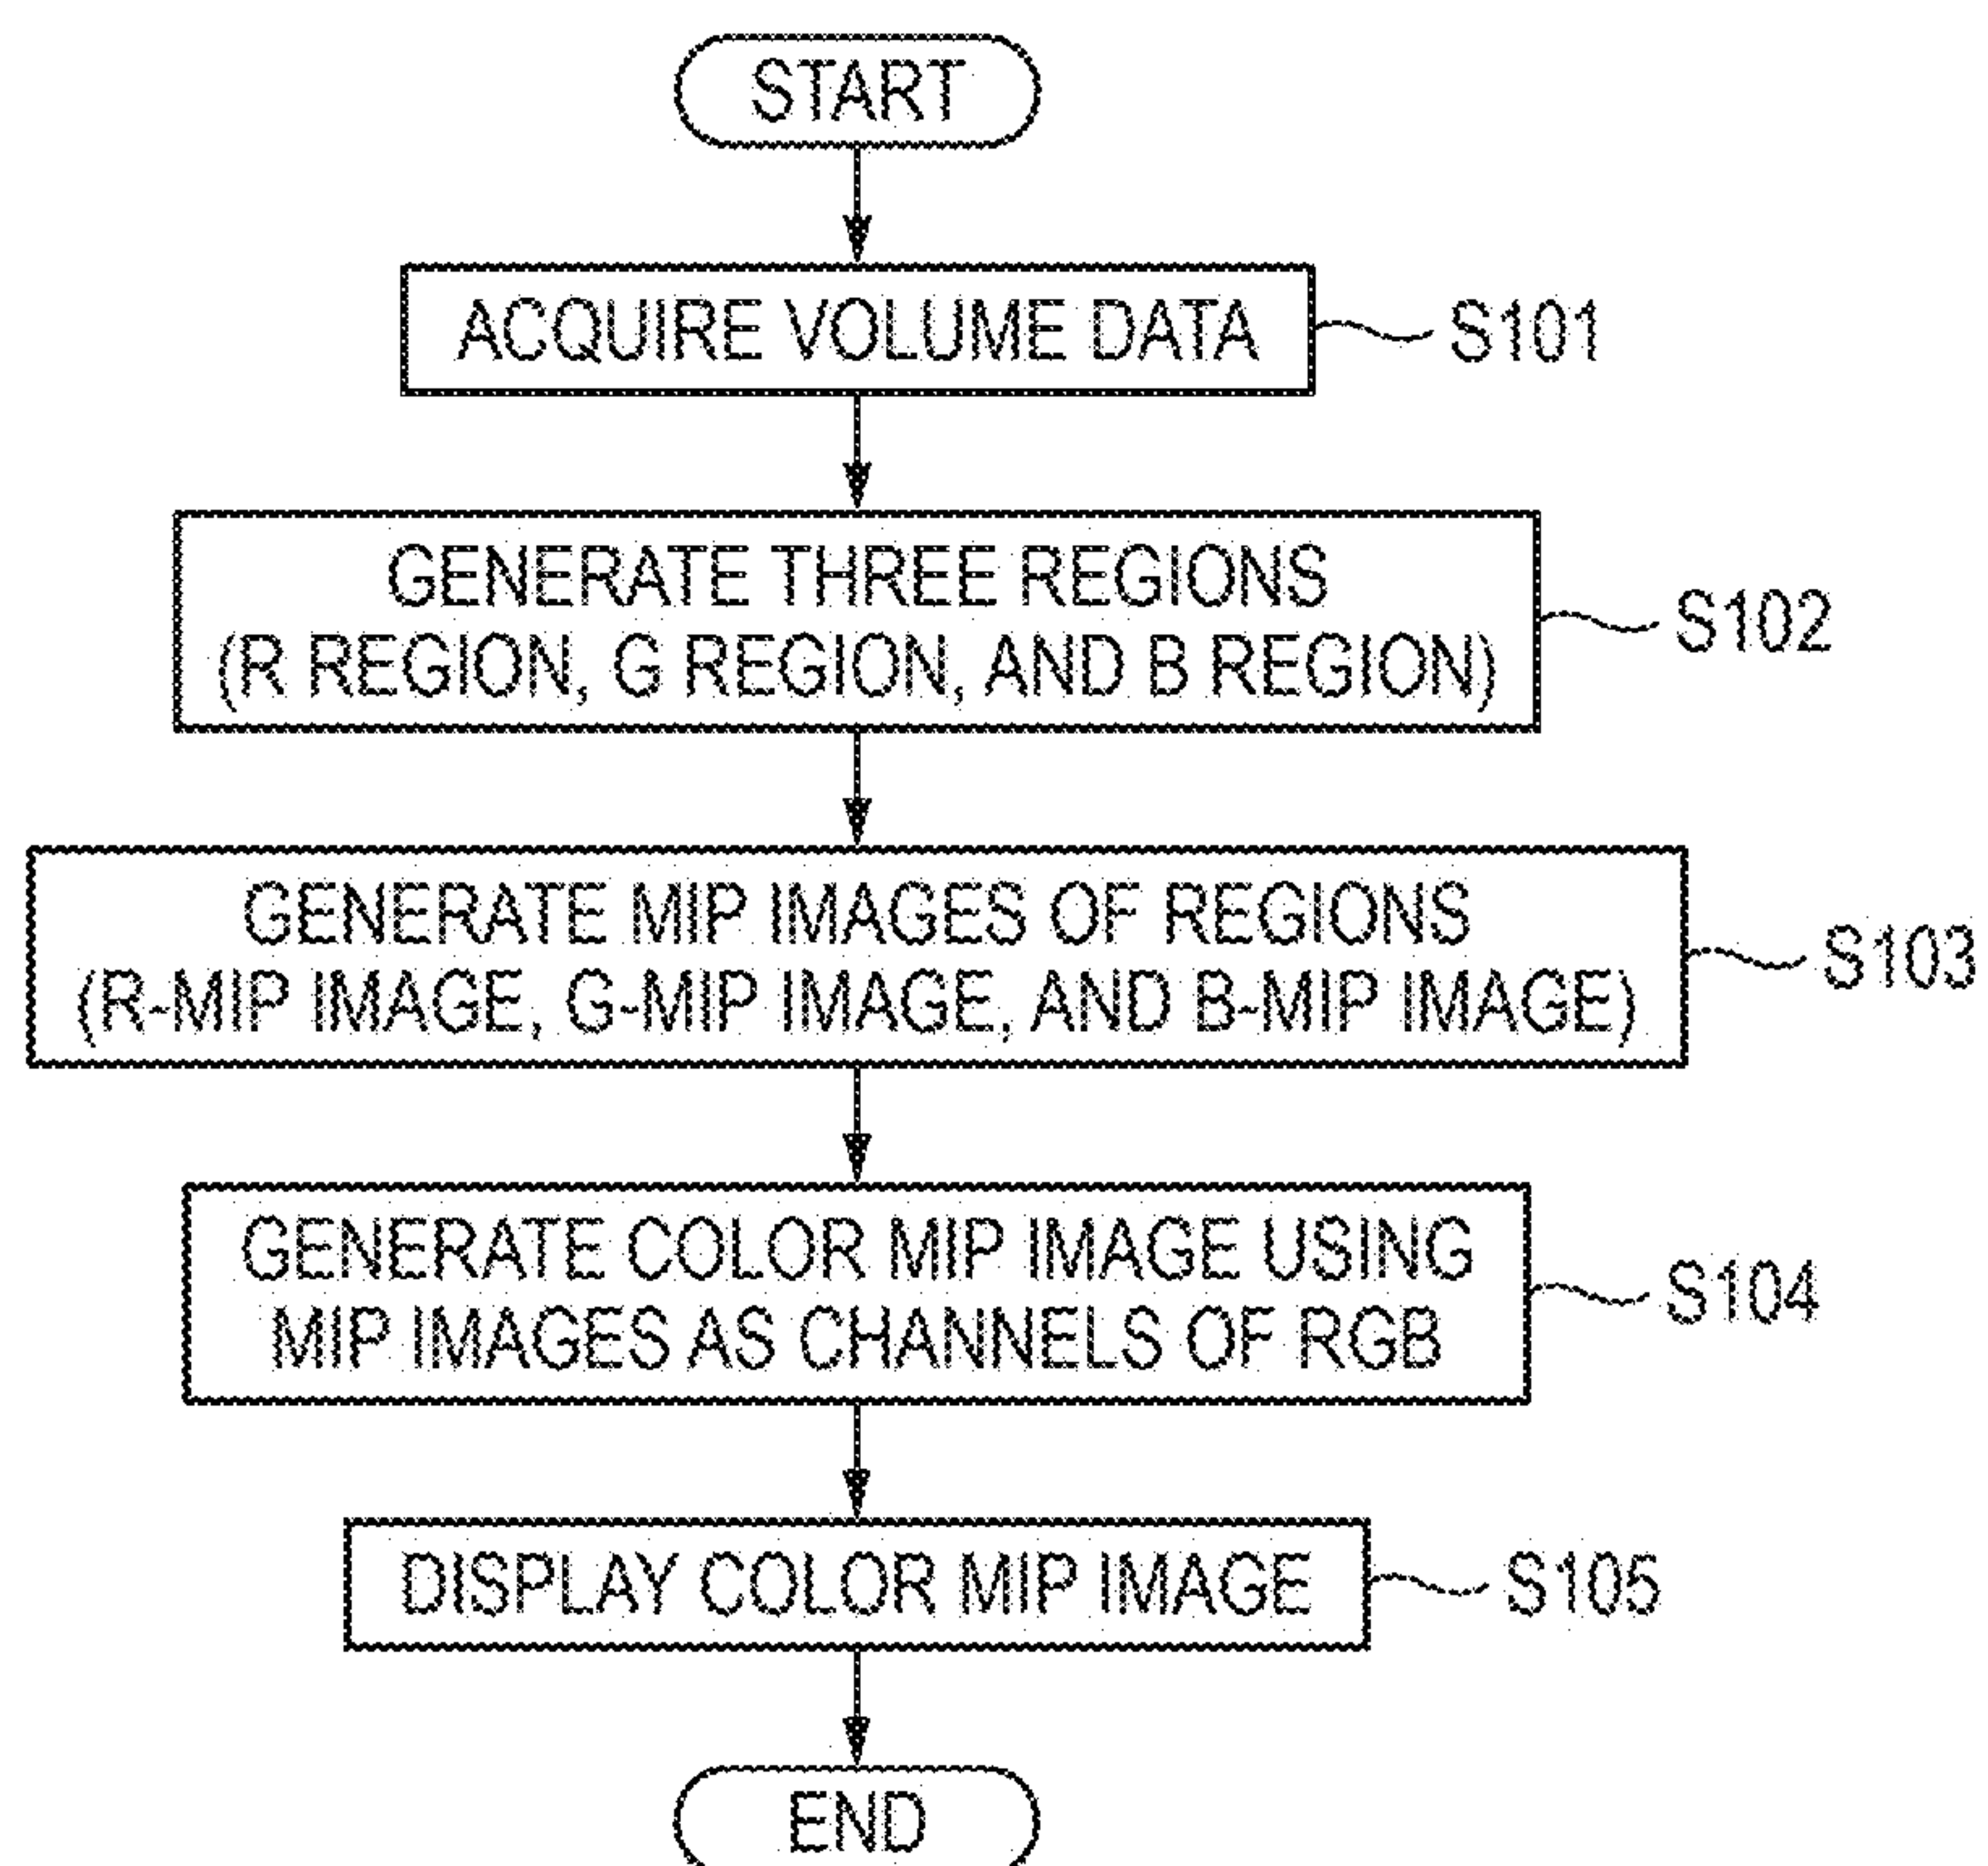 START
ACQUIRE VOLUME DATA
S101
GENERATE THREE REGIONS
(R REGION, G REGION, AND B REGION)
S102
GENERATE MIP IMAGES OF REGIONS
(R-MIP IMAGE, G-MIP IMAGE, AND B-MIP IMAGE)
S103
GENERATE COLOR MIP IMAGE USING
MIP IMAGES AS CHANNELS OF RGB
S104
DISPLAY COLOR MIP IMAGE
S105
END